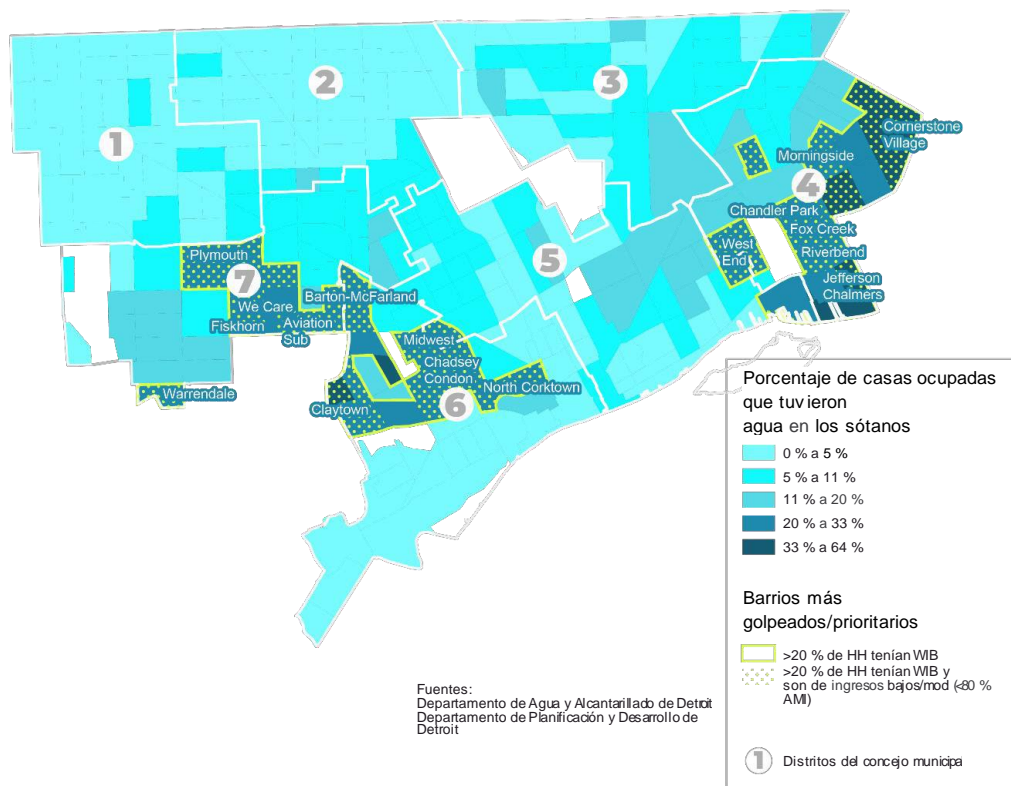 1
2
3
4
5
6
7
Cornerstone
Village
Morningside
Chandler Park
Fox Creek
West
End
Riverbend
Jefferson
Chalmers
Plymouth
We Care
Fiskhorn
Aviation
Sub
Barton-McFarland
Midwest
Chadsey
Condon
North Corktown
Claytown
Warrendale
Porcentaje de casas ocupadas
que tuvieron
agua en los sótanos
0 % a 5 %
5 % a 11 %
11 % a 20 %
20 % a 33 %
33 % a 64 %
Barrios más
golpeados/prioritarios
>20 % de HH tenían WIB
>20 % de HH tenían WIB y
son de ingresos bajos/mod (<80 %
AMI)
1 Distritos del concejo municipa
Fuentes:
Departamento de Agua y Alcantarillado de Detroit
Departamento de Planificación y Desarrollo de
Detroit